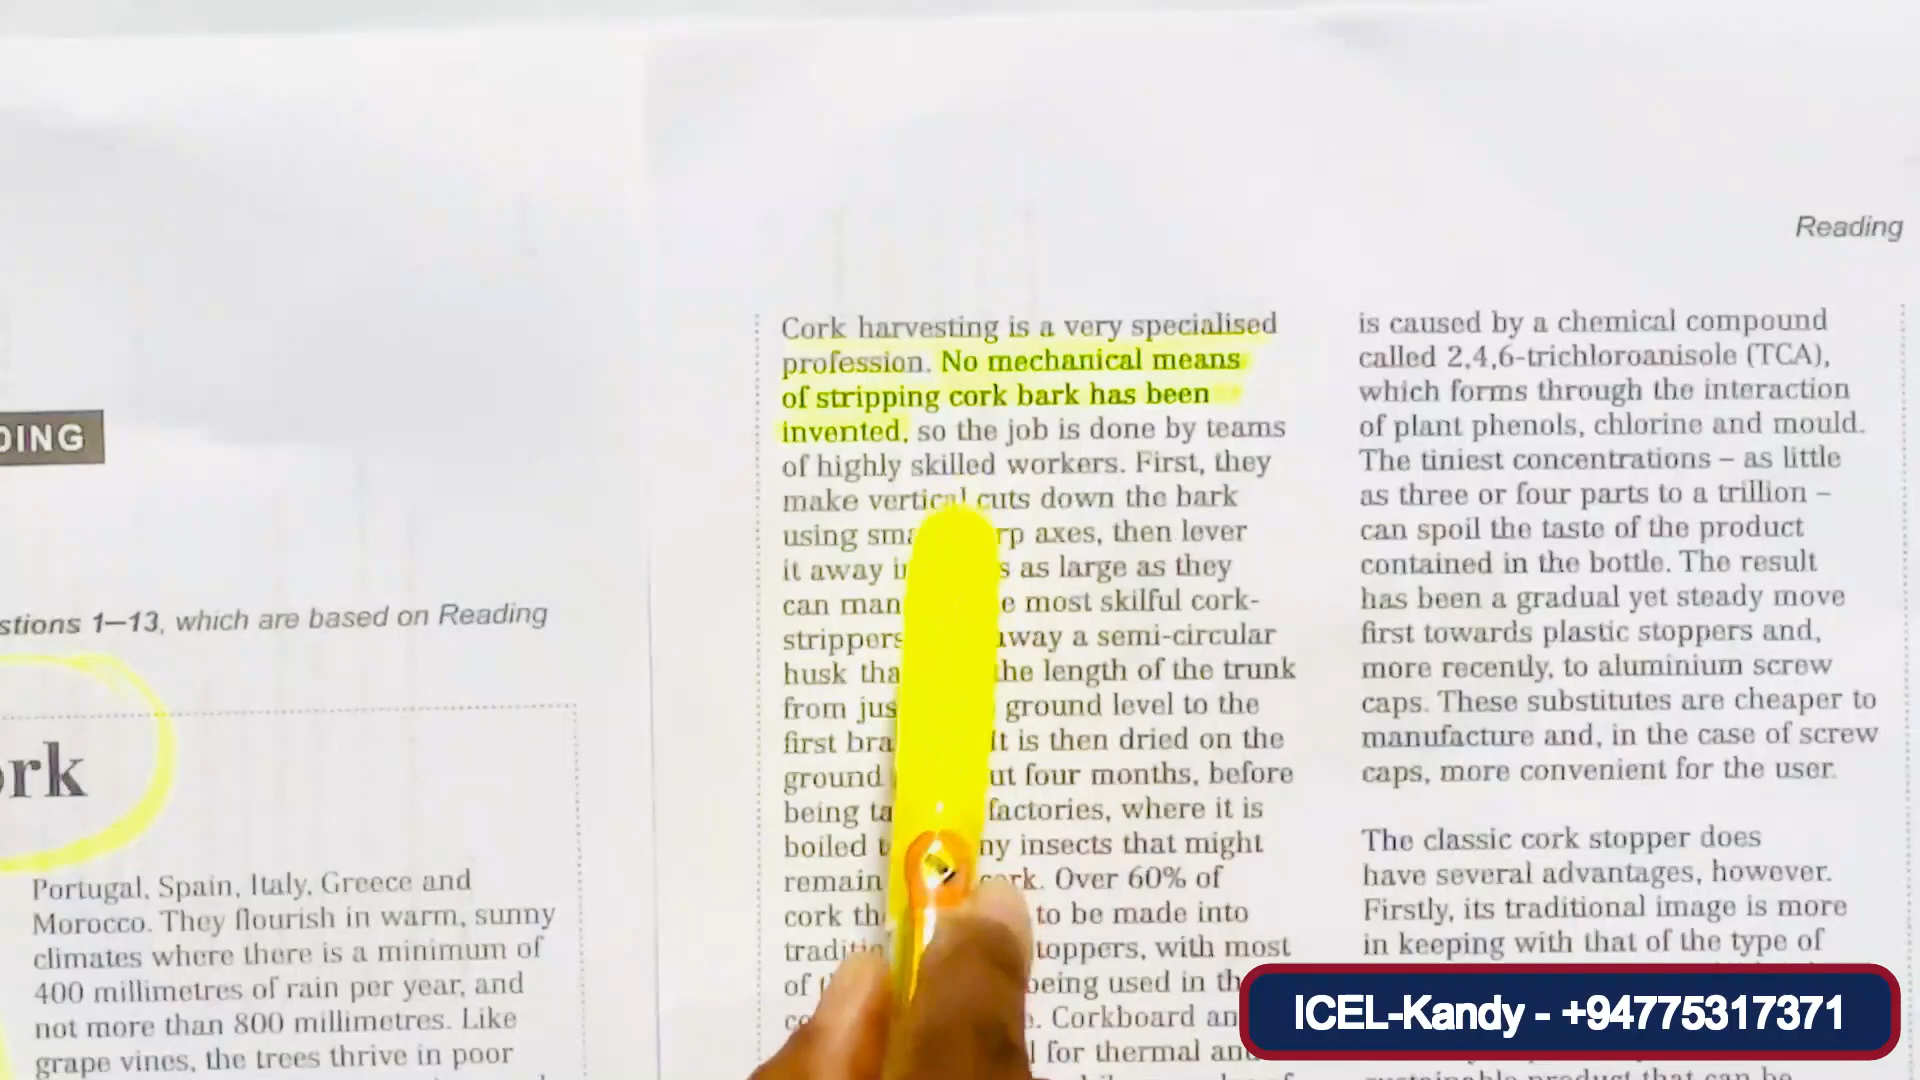 DING
stions 1–13, which are based on Reading
ork
Portugal, Spain, Italy, Greece and
Morocco. They flourish in warm, sunny
climates where there is a minimum of
400 millimetres of rain per year, and
not more than 800 millimetres. Like
grape vines, the trees thrive in poor
Cork harvesting is a very specialised
profession. No mechanical means
of stripping cork bark has been
invented, so the job is done by teams
of highly skilled workers. First, they
make vertical cuts down the bark
using sma rp axes, then lever
it away i s as large as they
can man e most skilful cork-
strippers away a semi-circular
husk tha the length of the trunk
from jus ground level to the
first bra It is then dried on the
ground ut four months, before
being ta factories, where it is
boiled t ny insects that might
remain cork. Over 60% of
cork th to be made into
traditio toppers, with most
of being used in th
Corkboard an
for thermal and
Reading
is caused by a chemical compound
called 2,4,6-trichloroanisole (TCA),
which forms through the interaction
of plant phenols, chlorine and mould.
The tiniest concentrations – as little
as three or four parts to a trillion –
can spoil the taste of the product
contained in the bottle. The result
has been a gradual yet steady move
first towards plastic stoppers and,
more recently, to aluminium screw
caps. These substitutes are cheaper to
manufacture and, in the case of screw
caps, more convenient for the user.
The classic cork stopper does
have several advantages, however.
Firstly, its traditional image is more
in keeping with that of the type of
sustainable product that can be
ICEL-Kandy - +94775317371